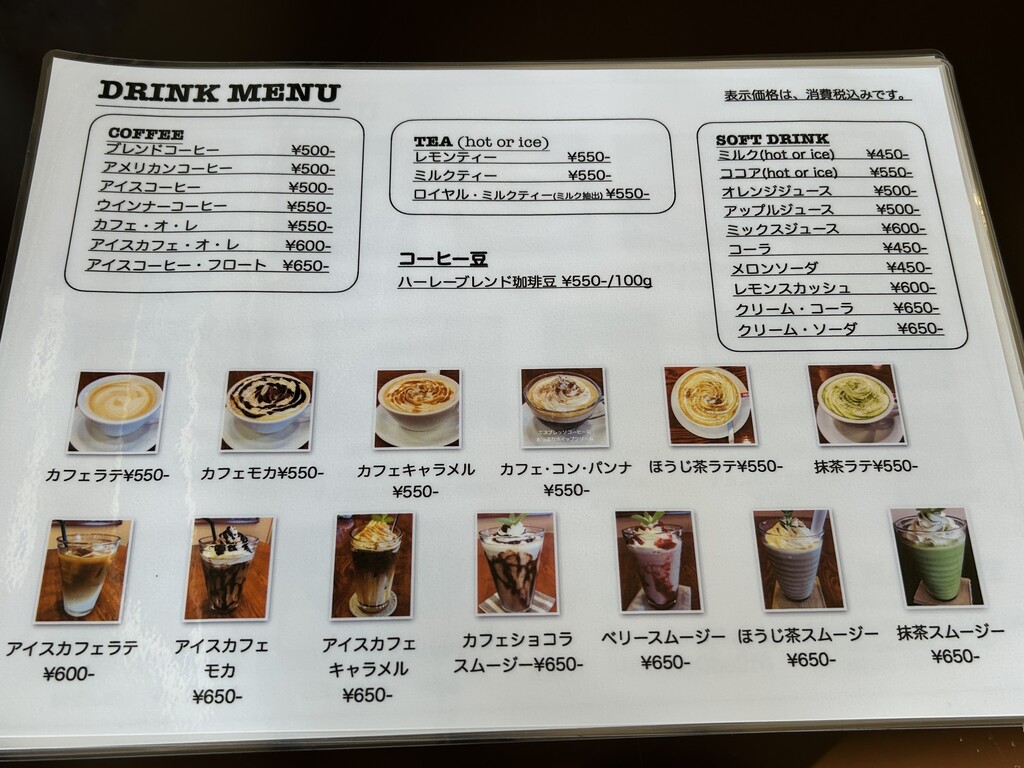 DRINK MENU
表示価格は、消費税込みです。
COFFEE
ブレンドコーヒー ¥500-
アメリカンコーヒー ¥500-
アイスコーヒー ¥500-
ウインナーコーヒー ¥550-
カフェ・オ・レ ¥550-
アイスカフェ・オ・レ ¥600-
アイスコーヒー・フロート ¥650-
TEA (hot or ice)
レモンティー ¥550-
ミルクティー ¥550-
ロイヤル・ミルクティー(ミルク抽出) ¥550-
コーヒー豆
ハーレーブレンド珈琲豆 ¥550-/100g
SOFT DRINK
ミルク(hot or ice) ¥450-
ココア(hot or ice) ¥550-
オレンジジュース ¥500-
アップルジュース ¥500-
ミックスジュース ¥600-
コーラ ¥450-
メロンソーダ ¥450-
レモンスカッシュ ¥600-
クリーム・コーラ ¥650-
クリーム・ソーダ ¥650-
カフェラテ¥550-
カフェモカ¥550-
カフェキャラメル
¥550-
カフェ・コン・パンナ
¥550-
ほうじ茶ラテ¥550-
抹茶ラテ¥550-
アイスカフェラテ
¥600-
アイスカフェ
モカ
¥650-
アイスカフェ
キャラメル
¥650-
カフェショコラ
スムージー¥650-
ベリースムージー
¥650-
ほうじ茶スムージー
¥650-
抹茶スムージー
¥650-